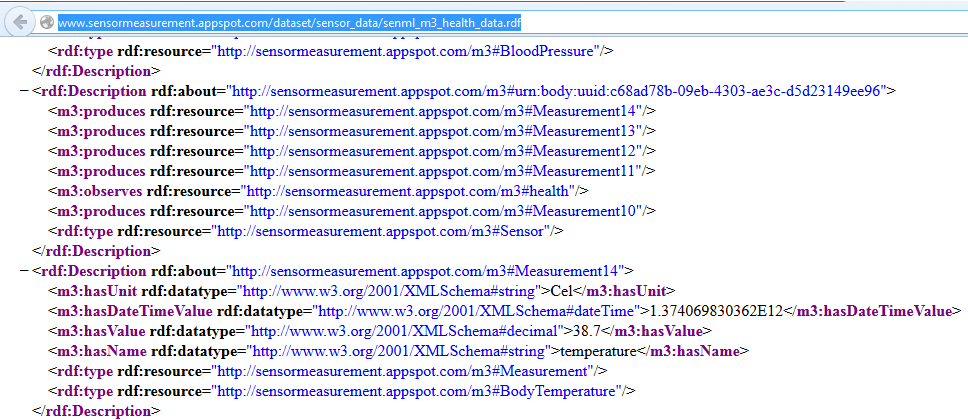 www.sensormeasurement.appspot.com/dataset/sensor_data/senml_m3_health_data.rdf
<rdf:type rdf:resource="http://sensormeasurement.appspot.com/m3#BloodPressure"/>
</rdf:Description>
−<rdf:Description rdf:about="http://sensormeasurement.appspot.com/m3#urn:body:uuid:c68ad78b-09eb-4303-ae3c-d5d23149ee96">
<m3:produces rdf:resource="http://sensormeasurement.appspot.com/m3#Measurement14"/>
<m3:produces rdf:resource="http://sensormeasurement.appspot.com/m3#Measurement13"/>
<m3:produces rdf:resource="http://sensormeasurement.appspot.com/m3#Measurement12"/>
<m3:produces rdf:resource="http://sensormeasurement.appspot.com/m3#Measurement11"/>
<m3:observes rdf:resource="http://sensormeasurement.appspot.com/m3#health"/>
<m3:produces rdf:resource="http://sensormeasurement.appspot.com/m3#Measurement10"/>
<rdf:type rdf:resource="http://sensormeasurement.appspot.com/m3#Sensor"/>
</rdf:Description>
−<rdf:Description rdf:about="http://sensormeasurement.appspot.com/m3#Measurement14">
<m3:hasUnit rdf:datatype="http://www.w3.org/2001/XMLSchema#string">Cel</m3:hasUnit>
<m3:hasDateTimeValue rdf:datatype="http://www.w3.org/2001/XMLSchema#dateTime">1.374069830362E12</m3:hasDateTimeValue>
<m3:hasValue rdf:datatype="http://www.w3.org/2001/XMLSchema#decimal">38.7</m3:hasValue>
<m3:hasName rdf:datatype="http://www.w3.org/2001/XMLSchema#string">temperature</m3:hasName>
<rdf:type rdf:resource="http://sensormeasurement.appspot.com/m3#Measurement"/>
<rdf:type rdf:resource="http://sensormeasurement.appspot.com/m3#BodyTemperature"/>
</rdf:Description>